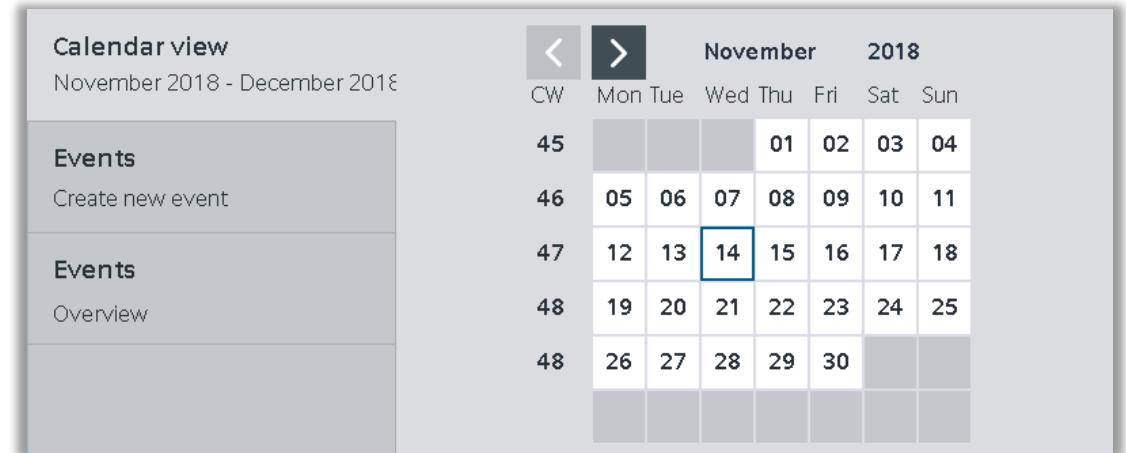 Calendar view
November 2018 - December 2018
Events
Create new event
Events
Overview
November 2018
CW Mon Tue Wed Thu Fri Sat Sun
45 01 02 03 04
46 05 06 07 08 09 10 11
47 12 13 14 15 16 17 18
48 19 20 21 22 23 24 25
48 26 27 28 29 30